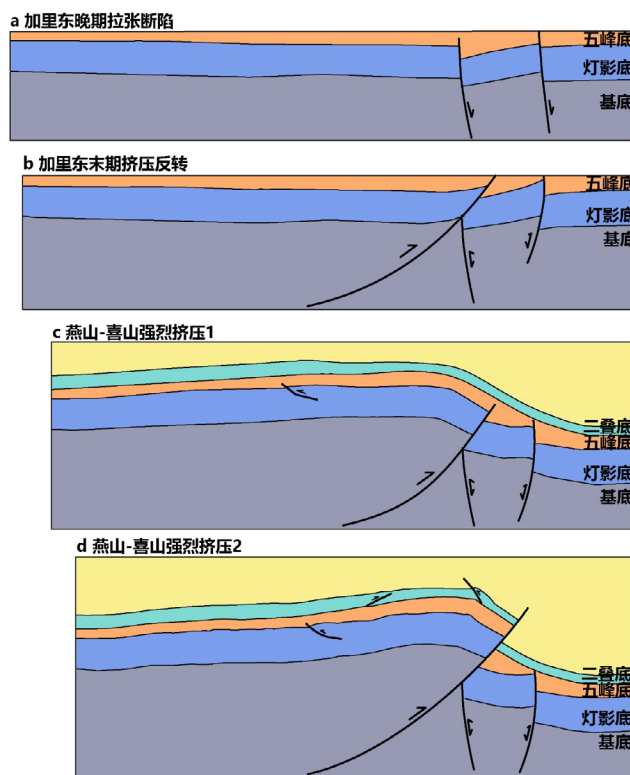 a 加里东晚期拉张断陷
五峰底
灯影底
基底
b 加里东末期挤压反转
五峰底
灯影底
基底
c 燕山-喜山强烈挤压1
二叠底
五峰底
灯影底
基底
d 燕山-喜山强烈挤压2
二叠底
五峰底
灯影底
基底